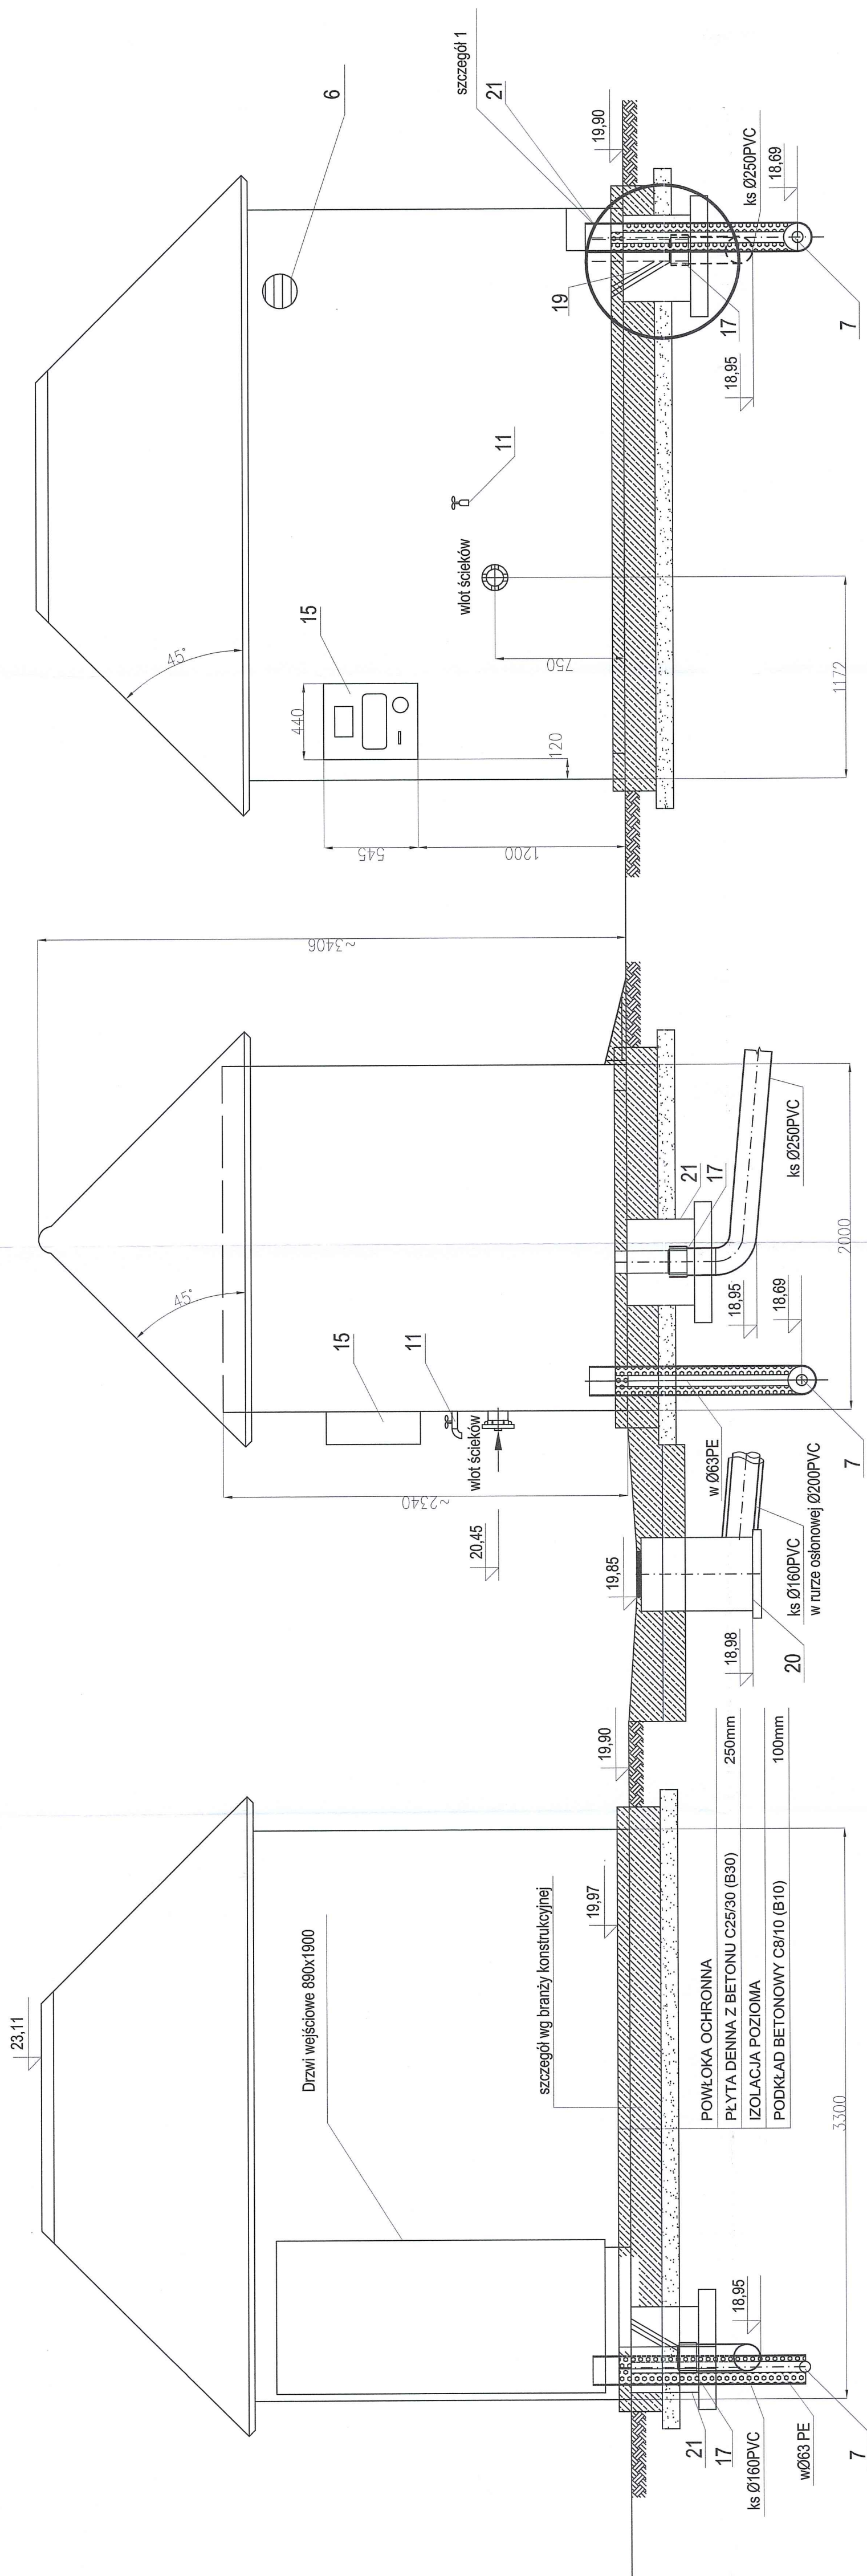 23,11
Drzwi wejściowe 890x1900
szczegół wg branży konstrukcyjnej
19,97
19,90
POWŁOKA OCHRONNA
PŁYTA DENNA Z BETONU C25/30 (B30) 250mm
IZOLACJA POZIOMA
PODKŁAD BETONOWY C8/10 (B10) 100mm
3300
18,95
21
17
ks Ø160PVC
wØ63 PE
7
45°
~3406
~2340
15
11
wlot ścieków
20,45
19,85
18,98
20
ks Ø160PVC
w rurze osłonowej Ø200PVC
w Ø63PE
7
18,69
18,95
21
17
ks Ø250PVC
2000
45°
6
szczegół 1
21
19,90
15
440
545
1200
120
11
wlot ścieków
750
1172
19
17
18,95
ks Ø250PVC
18,69
7